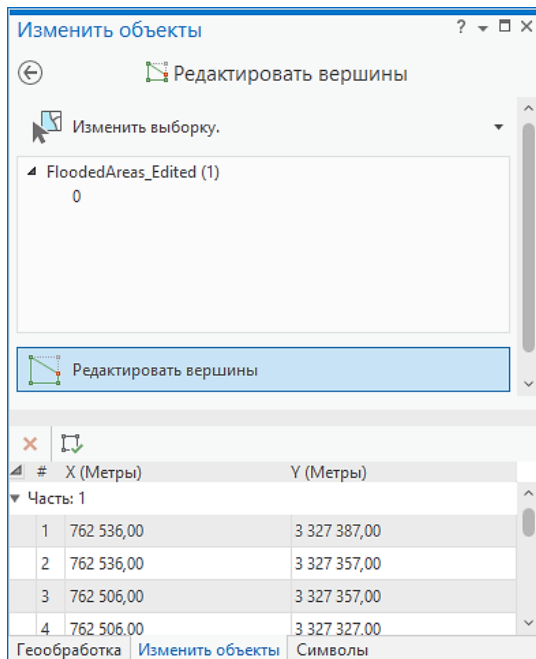 Изменить объекты ?
Редактировать вершины
Изменить выборку.
FloodedAreas_Edited (1)
0
Редактировать вершины
# X (Метры) Y (Метры)
Часть: 1
1 762 536,00 3 327 387,00
2 762 536,00 3 327 357,00
3 762 506,00 3 327 357,00
4 762 506,00 3 327 327,00
Геообработка Изменить объекты Символы